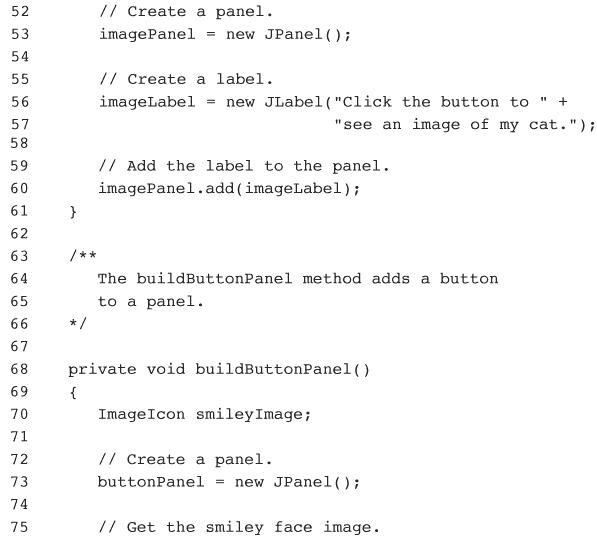 52 // Create a panel.
53 imagePanel = new JPanel();
54
55 // Create a label.
56 imageLabel = new JLabel("Click the button to " +
57 "see an image of my cat.");
58
59 // Add the label to the panel.
60 imagePanel.add(imageLabel);
61 }
62
63 /**
64 The buildButtonPanel method adds a button
65 to a panel.
66 */
67
68 private void buildButtonPanel()
69 {
70 ImageIcon smileyImage;
71
72 // Create a panel.
73 buttonPanel = new JPanel();
74
75 // Get the smiley face image.